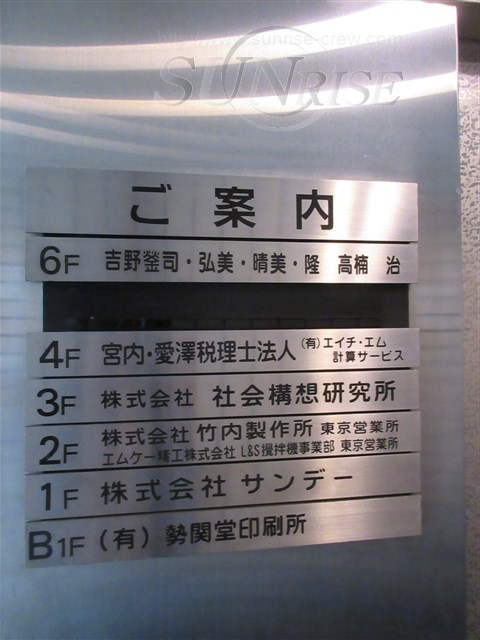 SUNRISE
ご案内
6F 吉野瑩司・弘美・晴美・隆 高楠 治
4F 宮内・愛澤税理士法人 (有)エイチ・エム
計算サービス
3F 株式会社 社会構想研究所
2F 株式会社 竹内製作所 東京営業所
エムケー精工株式会社 L&S攪拌機事業部 東京営業所
1F 株式会社 サンデー
B1F (有) 勢関堂印刷所